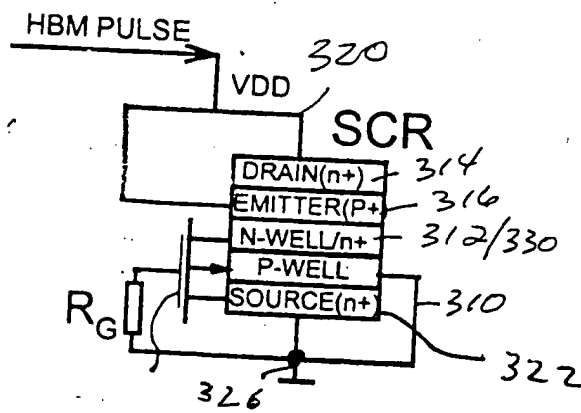 HBM PULSE
VDD
320
SCR
DRAIN(n+)
314
EMITTER(P+
316
N-WELL/n+
312/330
P-WELL
SOURCE(n+)
310
RG
326
322